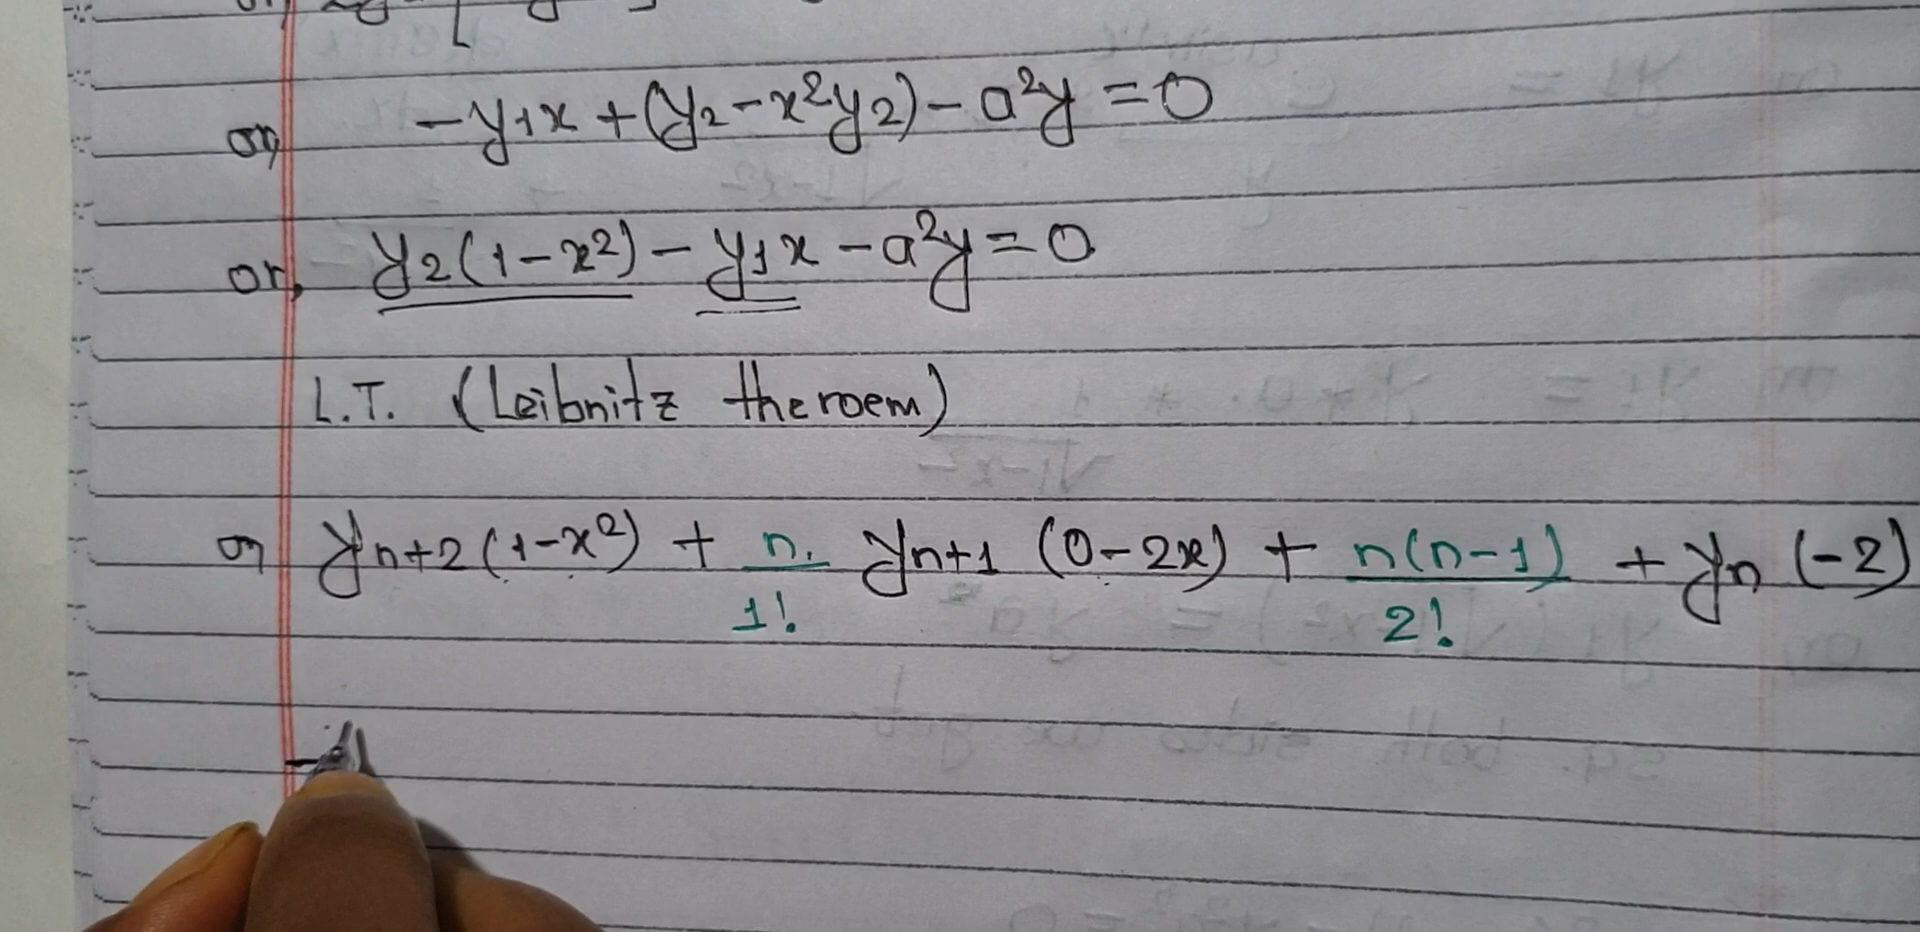 or -y₁x + (y₂ - x²y₂) - a²y = 0
or, y₂(1-x²) - y₁x - a²y = 0
L.T. (Leibnitz theroem)
or yn+2 (1-x²) + n/1! yn+1 (0-2x) + n(n-1)/2! + yn (-2)
-